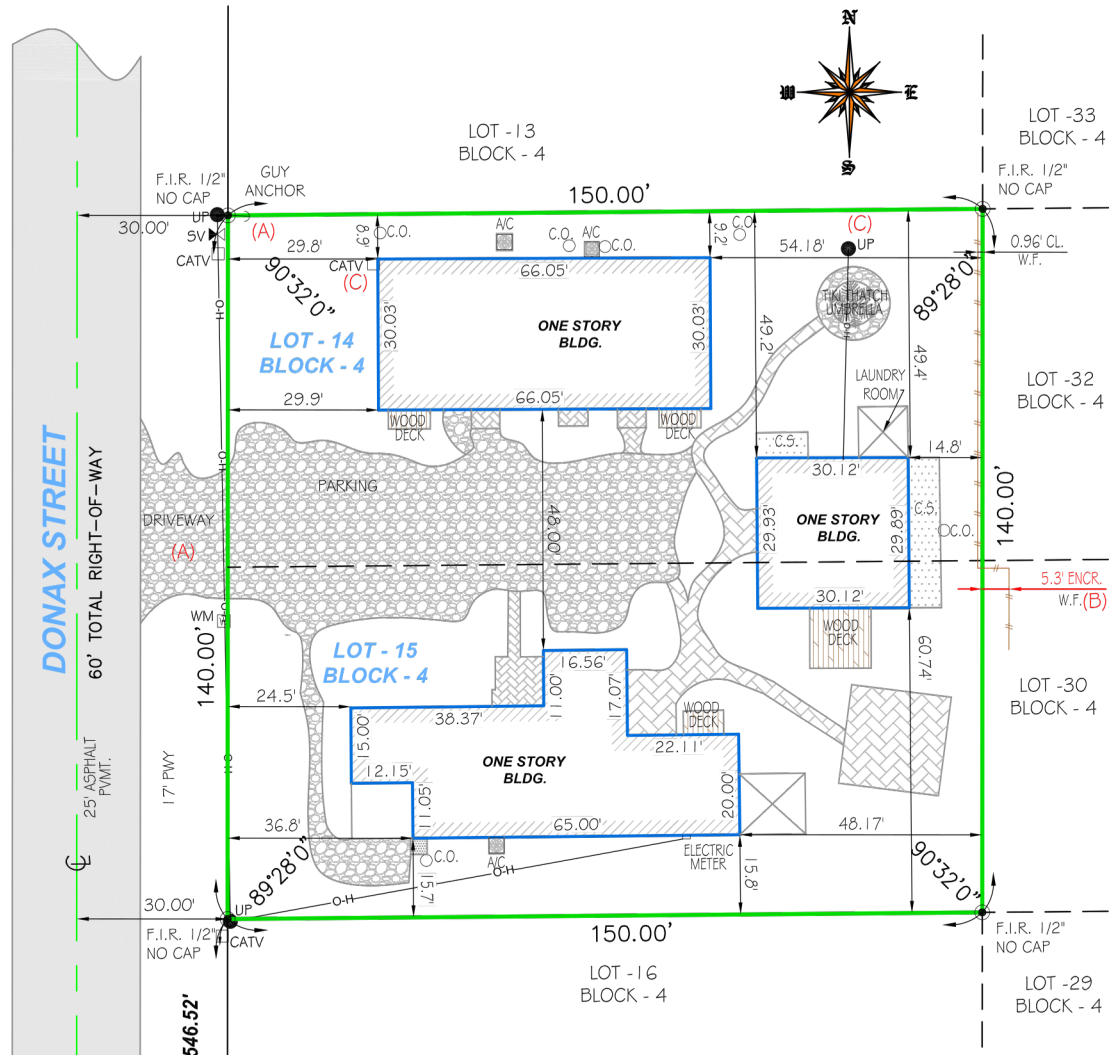 N
W
E
S
LOT -13
BLOCK - 4
LOT -33
BLOCK - 4
F.I.R. 1/2"
NO CAP
GUY
ANCHOR
150.00'
F.I.R. 1/2"
NO CAP
UP
30.00'
SV
(A)
CATV
29.8'
8.9'
C.O.
A/C
C.O.
A/C
C.O.
9.2'
C.O.
(C)
UP
54.18'
0.96' CL.
W.F.
90°32'0"
CATV
(C)
66.05'
89°28'0"
O-H
TIKI THATCH
UMBRELLA
O-H
LOT - 14
BLOCK - 4
30.03'
ONE STORY
BLDG.
30.03'
49.2'
49.4'
LAUNDRY
ROOM
LOT -32
BLOCK - 4
29.9'
66.05'
WOOD
DECK
WOOD
DECK
C.S.
14.8'
30.12'
O-H
PARKING
DONAX STREET
60' TOTAL RIGHT-OF-WAY
DRIVEWAY
(A)
48.00'
29.93'
ONE STORY
BLDG.
29.89'
C.S.
C.O.
140.00'
30.12'
5.3' ENCR.
W.F.(B)
WM
O-H
WOOD
DECK
LOT - 15
BLOCK - 4
140.00'
16.56'
60.74'
24.5'
11.00'
17.07'
38.37'
WOOD
DECK
LOT -30
BLOCK - 4
15.00'
22.11'
25' ASPHALT
PVMT.
17' PWY
O-H
ONE STORY
BLDG.
12.15'
11.05'
20.00'
36.8'
65.00'
48.17'
C.O.
A/C
ELECTRIC
METER
CL
89°28'0"
15.7'
O-H
O-H
15.8'
90°32'0"
30.00'
UP
F.I.R. 1/2"
NO CAP
CATV
150.00'
F.I.R. 1/2"
NO CAP
LOT -16
BLOCK - 4
LOT -29
BLOCK - 4
546.52'